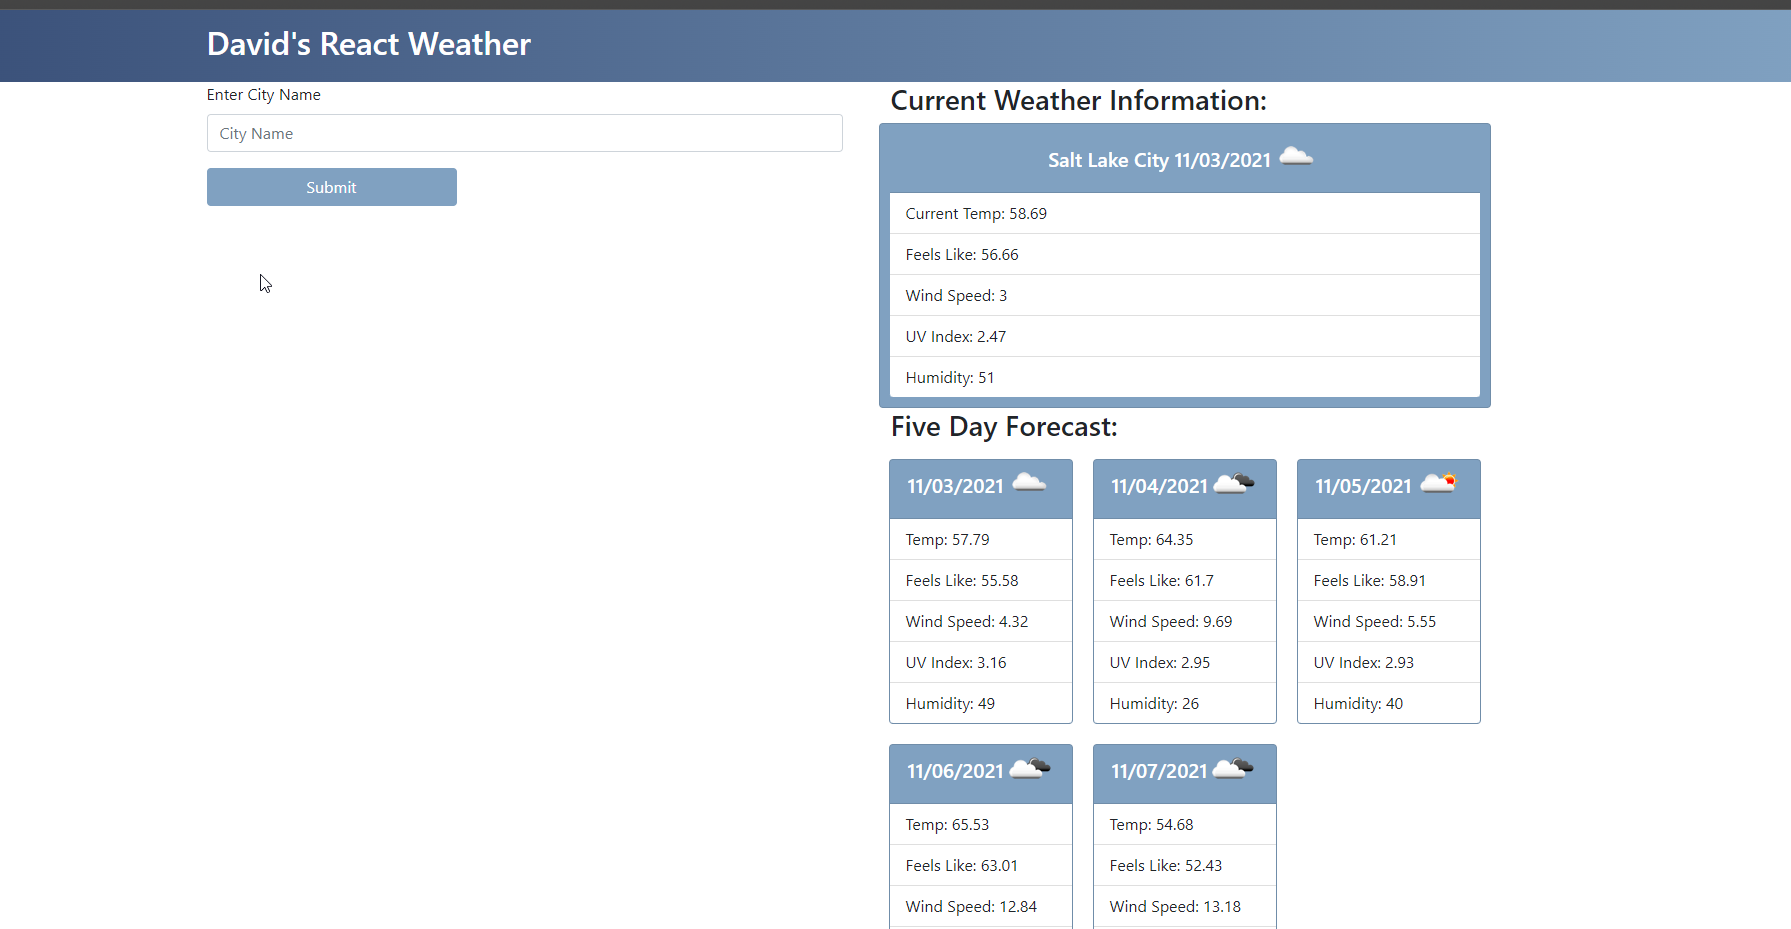 David's React Weather
Enter City Name
City Name
Submit
Current Weather Information:
Salt Lake City 11/03/2021
Current Temp: 58.69
Feels Like: 56.66
Wind Speed: 3
UV Index: 2.47
Humidity: 51
Five Day Forecast:
11/03/2021
Temp: 57.79
Feels Like: 55.58
Wind Speed: 4.32
UV Index: 3.16
Humidity: 49
11/04/2021
Temp: 64.35
Feels Like: 61.7
Wind Speed: 9.69
UV Index: 2.95
Humidity: 26
11/05/2021
Temp: 61.21
Feels Like: 58.91
Wind Speed: 5.55
UV Index: 2.93
Humidity: 40
11/06/2021
Temp: 65.53
Feels Like: 63.01
Wind Speed: 12.84
11/07/2021
Temp: 54.68
Feels Like: 52.43
Wind Speed: 13.18